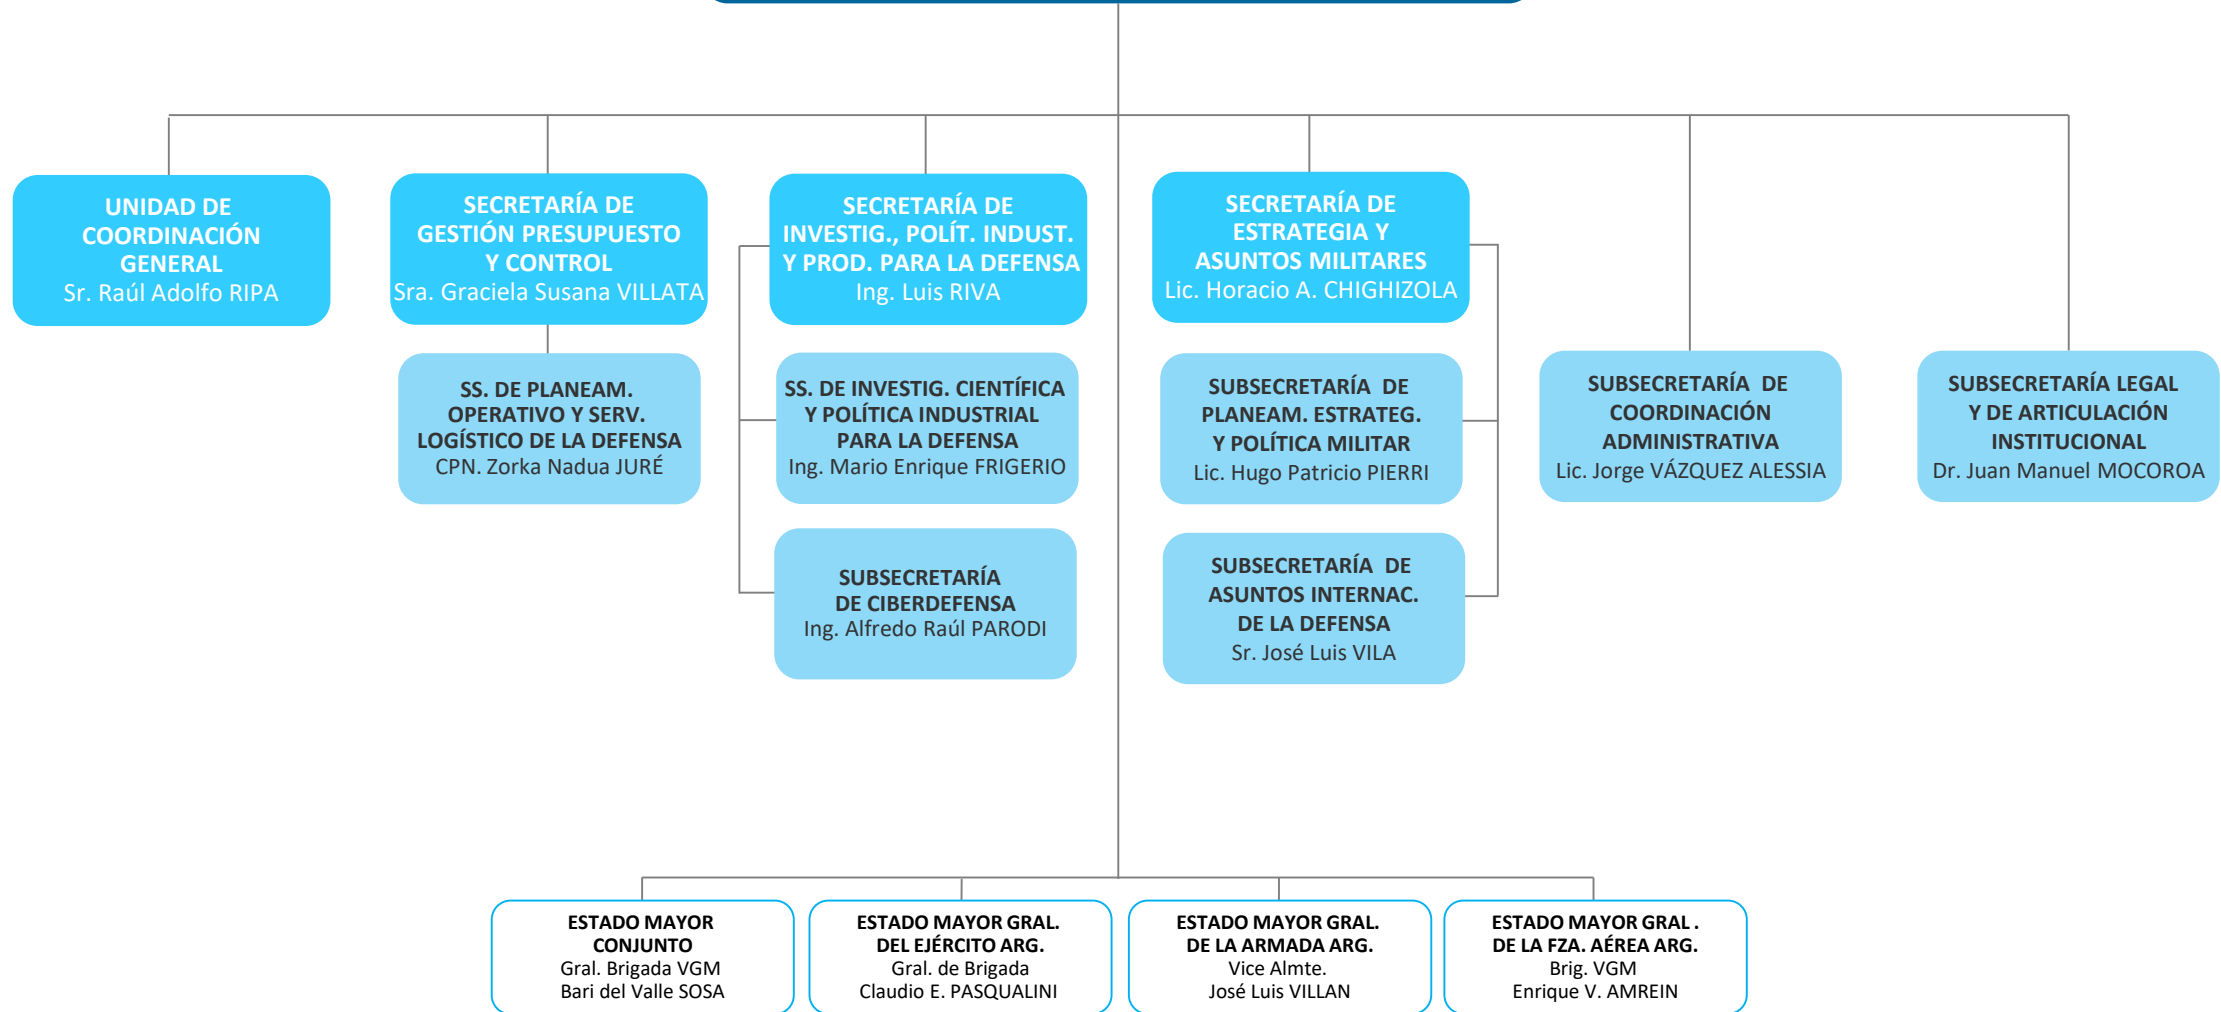 UNIDAD DE
COORDINACIÓN
GENERAL
Sr. Raúl Adolfo RIPA
SECRETARÍA DE
GESTIÓN PRESUPUESTO
Y CONTROL
Sra. Graciela Susana VILLATA
SECRETARÍA DE
INVESTIG., POLÍT. INDUST.
Y PROD. PARA LA DEFENSA
Ing. Luis RIVA
SECRETARÍA DE
ESTRATEGIA Y
ASUNTOS MILITARES
Lic. Horacio A. CHIGHIZOLA
SS. DE PLANEAM.
OPERATIVO Y SERV.
LOGÍSTICO DE LA DEFENSA
CPN. Zorka Nadua JURÉ
SS. DE INVESTIG. CIENTÍFICA
Y POLÍTICA INDUSTRIAL
PARA LA DEFENSA
Ing. Mario Enrique FRIGERIO
SUBSECRETARÍA DE
PLANEAM. ESTRATEG.
Y POLÍTICA MILITAR
Lic. Hugo Patricio PIERRI
SUBSECRETARÍA DE
COORDINACIÓN
ADMINISTRATIVA
Lic. Jorge VÁZQUEZ ALESSIA
SUBSECRETARÍA LEGAL
Y DE ARTICULACIÓN
INSTITUCIONAL
Dr. Juan Manuel MOCOROA
SUBSECRETARÍA
DE CIBERDEFENSA
Ing. Alfredo Raúl PARODI
SUBSECRETARÍA DE
ASUNTOS INTERNAC.
DE LA DEFENSA
Sr. José Luis VILA
ESTADO MAYOR
CONJUNTO
Gral. Brigada VGM
Bari del Valle SOSA
ESTADO MAYOR GRAL.
DEL EJÉRCITO ARG.
Gral. de Brigada
Claudio E. PASQUALINI
ESTADO MAYOR GRAL.
DE LA ARMADA ARG.
Vice Almte.
José Luis VILLAN
ESTADO MAYOR GRAL .
DE LA FZA. AÉREA ARG.
Brig. VGM
Enrique V. AMREIN